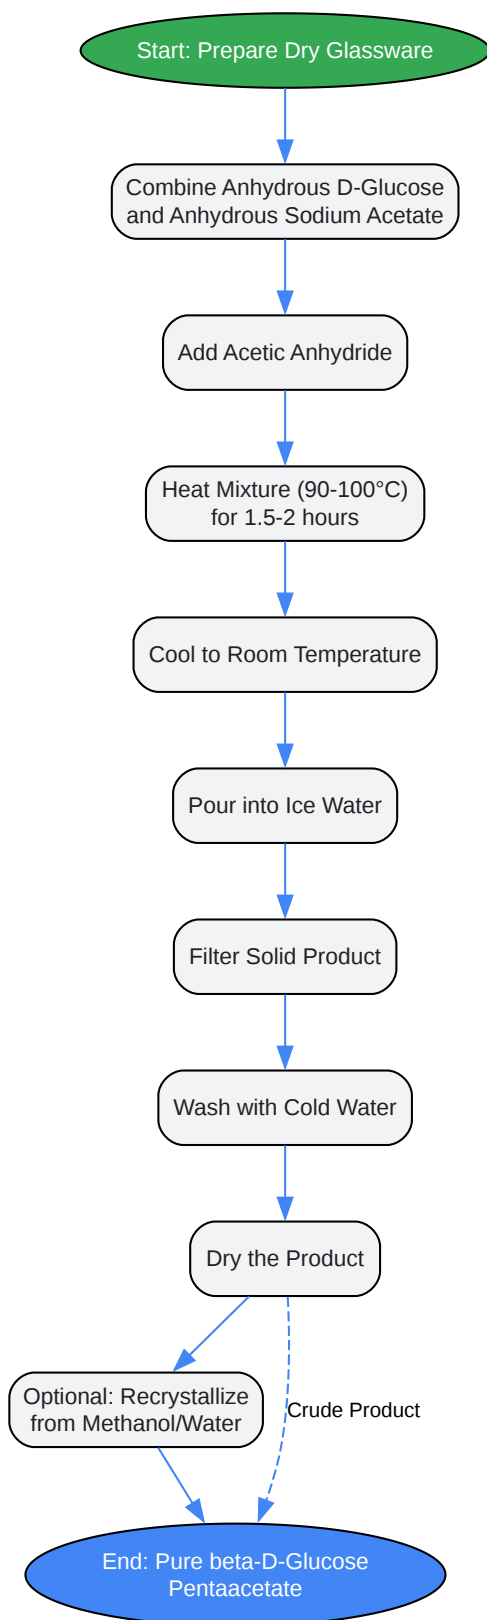 Start: Prepare Dry Glassware
Combine Anhydrous D-Glucose
and Anhydrous Sodium Acetate
Add Acetic Anhydride
Heat Mixture (90-100°C)
for 1.5-2 hours
Cool to Room Temperature
Pour into Ice Water
Filter Solid Product
Wash with Cold Water
Dry the Product
Optional: Recrystallize
from Methanol/Water
Crude Product
End: Pure beta-D-Glucose
Pentaacetate